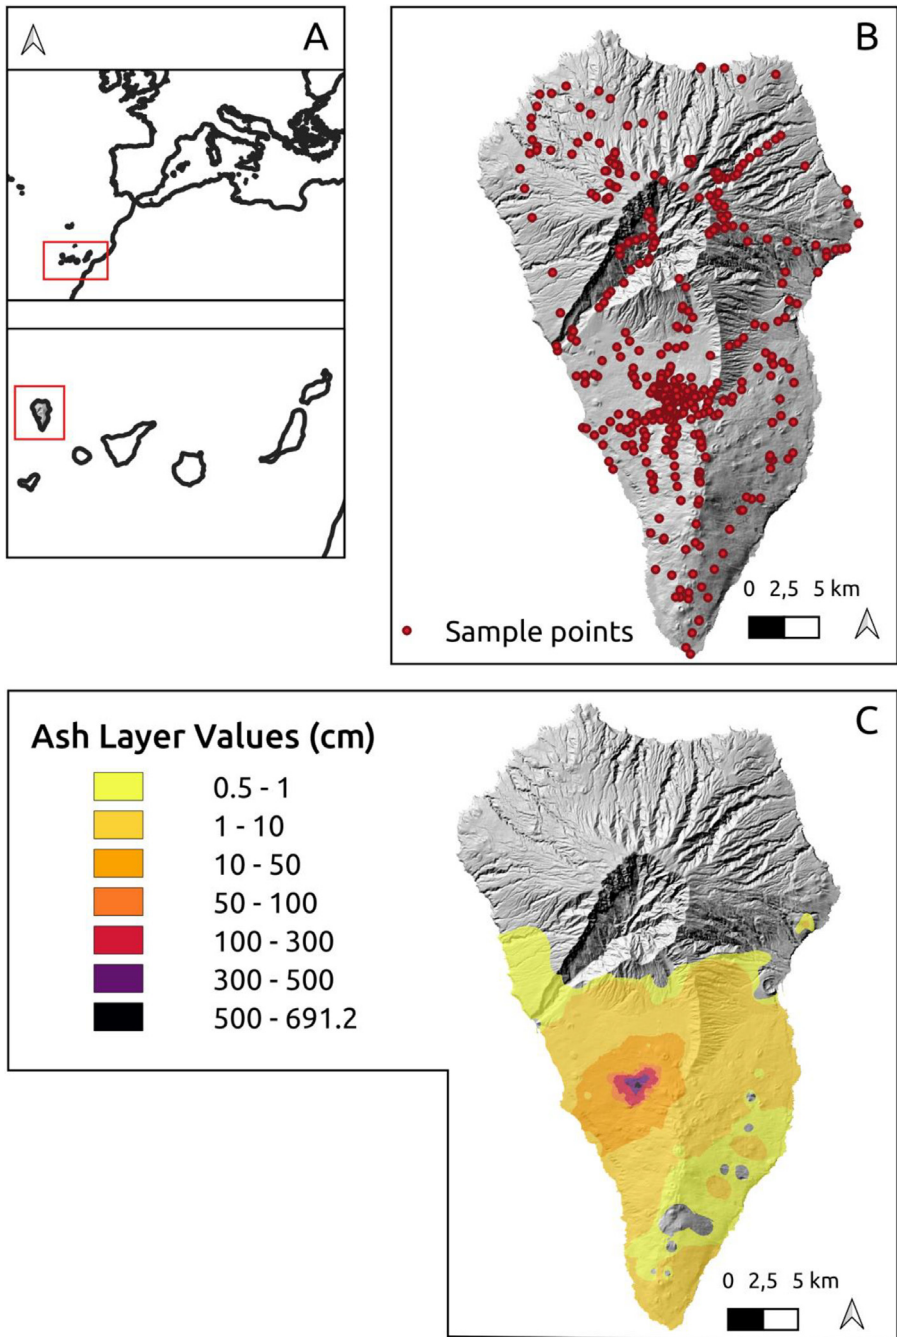 A
B
0 2,5 5 km
Sample points
C
Ash Layer Values (cm)
0.5 - 1
1 - 10
10 - 50
50 - 100
100 - 300
300 - 500
500 - 691.2
0 2,5 5 km